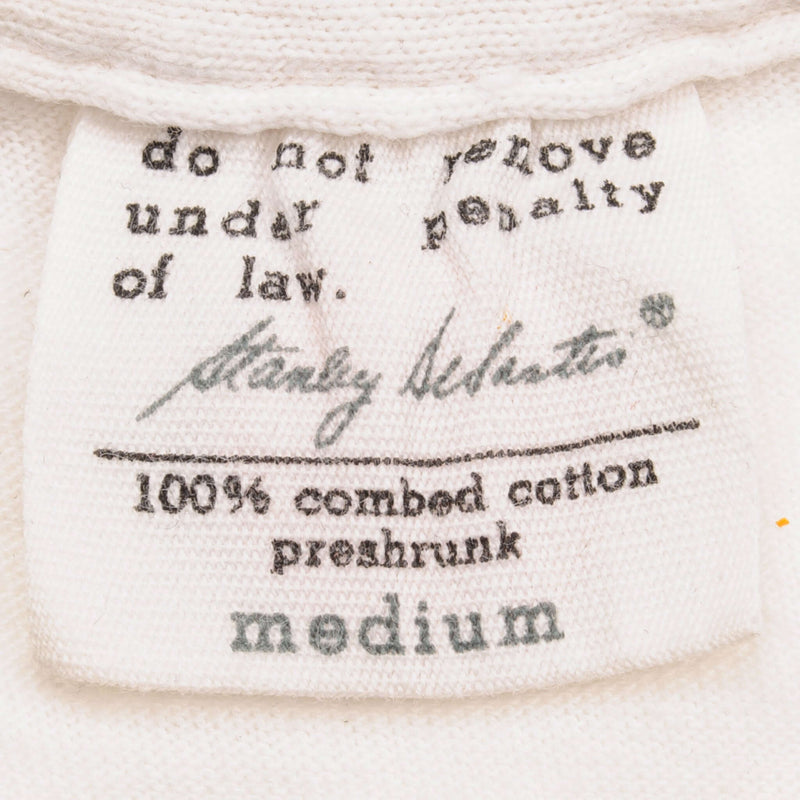 do not remove
under penalty
of law.
Stanley DeSantis®
100% combed cotton
preshrunk
medium